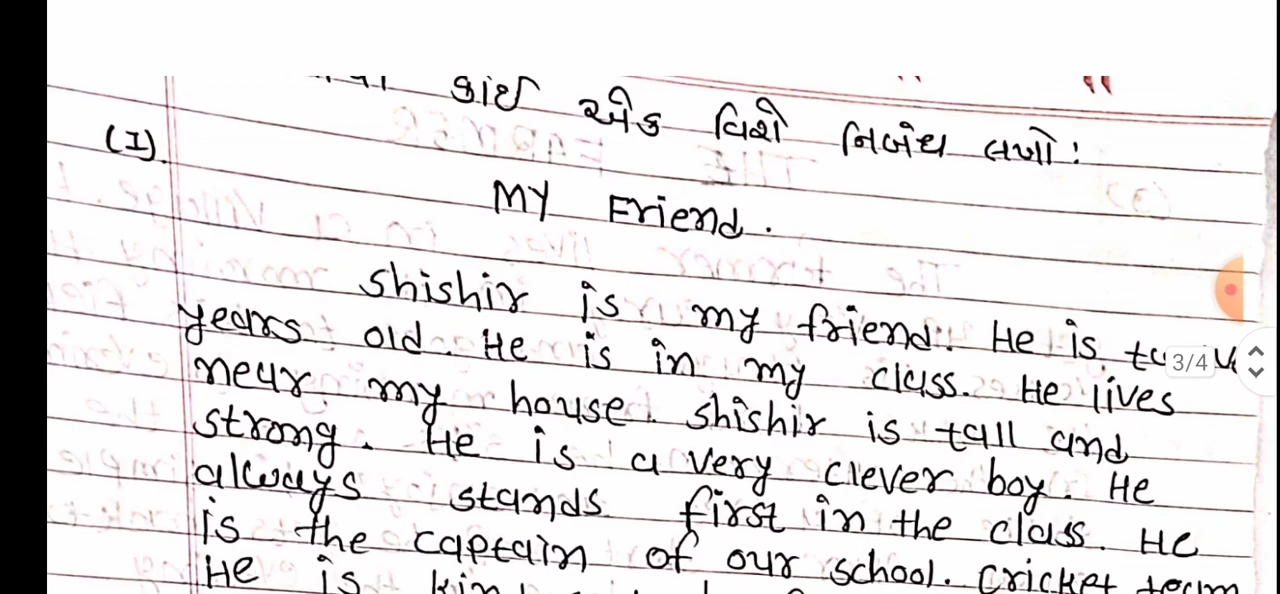 કોઈ એક વિશે નિબંધ લખો:
(I).
MY Friend.
Shishir is my friend. He is
years old. He is in my class. He lives
near my house. Shishir is tall and
strong. He is a very clever boy. He
always stands first in the class. He
is the captain of our school. Cricket team
He is
3/4